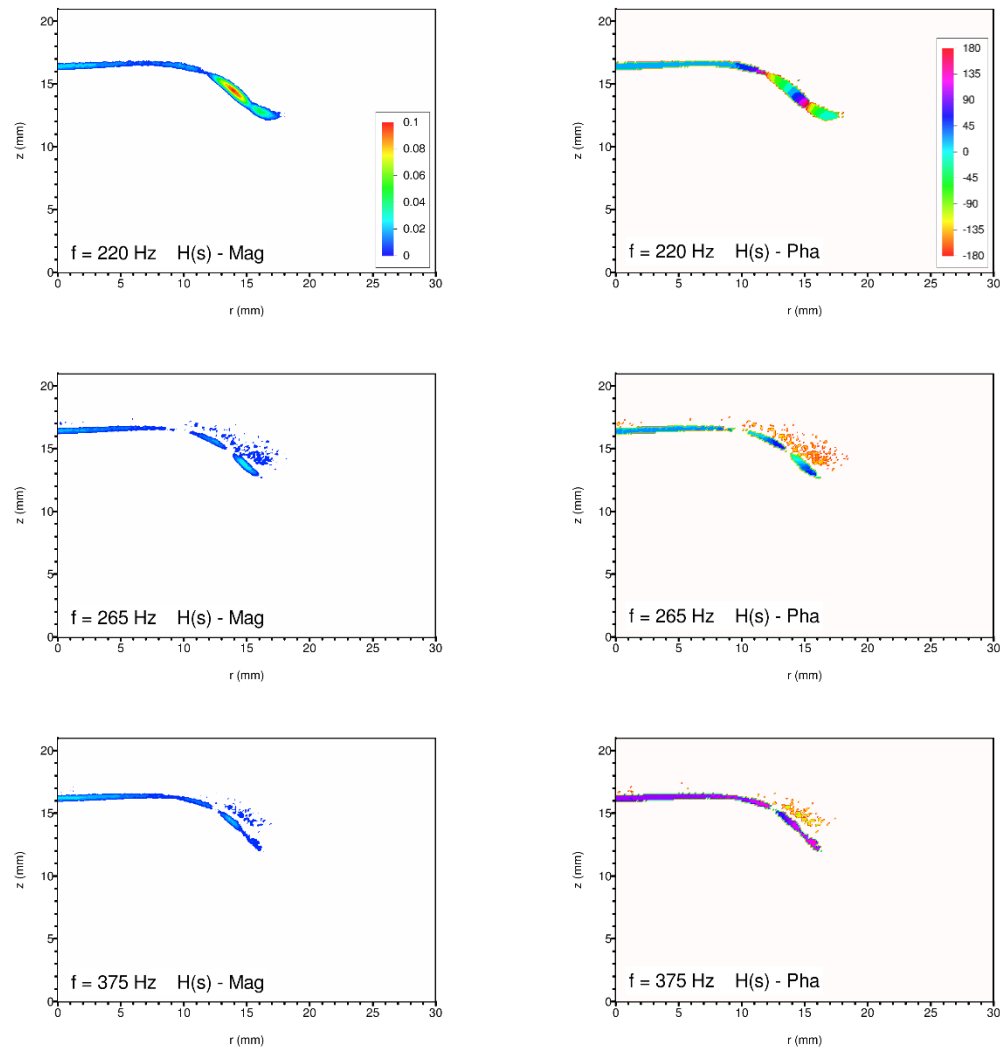 20
15
10
5
0
z (mm)
0 5 10 15 20 25 30
r (mm)
0.1
0.08
0.06
0.04
0.02
0
f = 220 Hz H(s) - Mag
20
15
10
5
0
z (mm)
0 5 10 15 20 25 30
r (mm)
180
135
90
45
0
-45
-90
-135
-180
f = 220 Hz H(s) - Pha
20
15
10
5
0
z (mm)
0 5 10 15 20 25 30
r (mm)
f = 265 Hz H(s) - Mag
20
15
10
5
0
z (mm)
0 5 10 15 20 25 30
r (mm)
f = 265 Hz H(s) - Pha
20
15
10
5
0
z (mm)
0 5 10 15 20 25 30
r (mm)
f = 375 Hz H(s) - Mag
20
15
10
5
0
z (mm)
0 5 10 15 20 25 30
r (mm)
f = 375 Hz H(s) - Pha